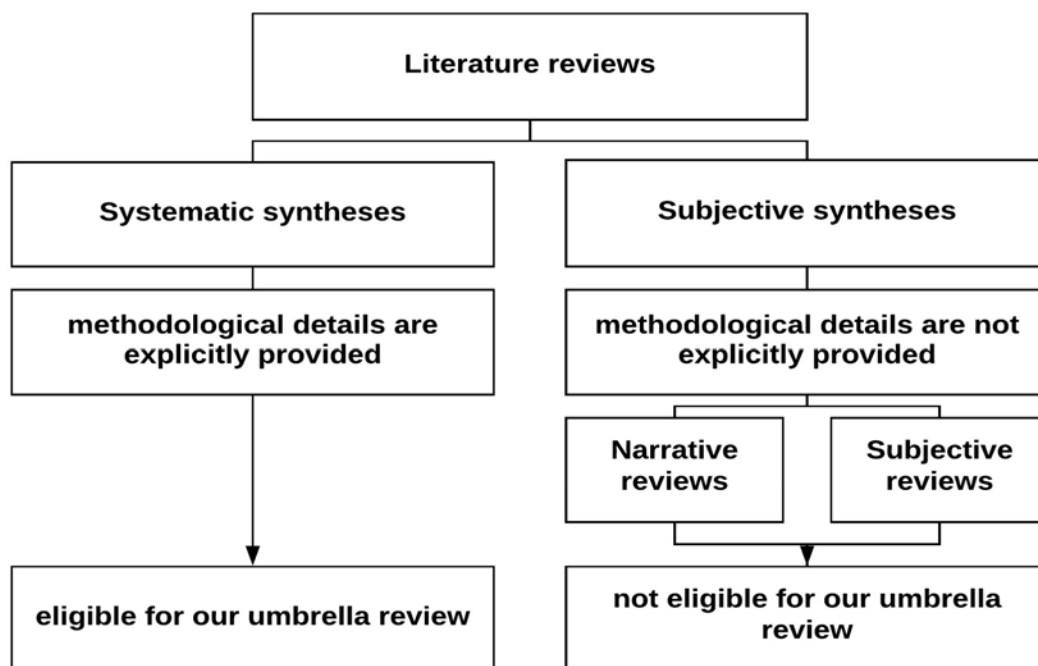 Literature reviews
Systematic syntheses
Subjective syntheses
methodological details are
explicitly provided
methodological details are not
explicitly provided
Narrative
reviews
Subjective
reviews
eligible for our umbrella review
not eligible for our umbrella
review